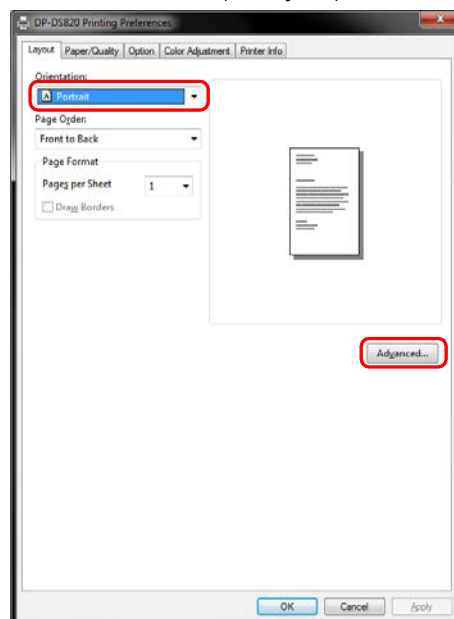 DP-DS820 Printing Preferences
Layout Paper/Quality Option Color Adjustment Printer Info
Orientation:
A Portrait
Page Order:
Front to Back
Page Format
Pages per Sheet 1
Draw Borders
Advanced...
OK Cancel Apply